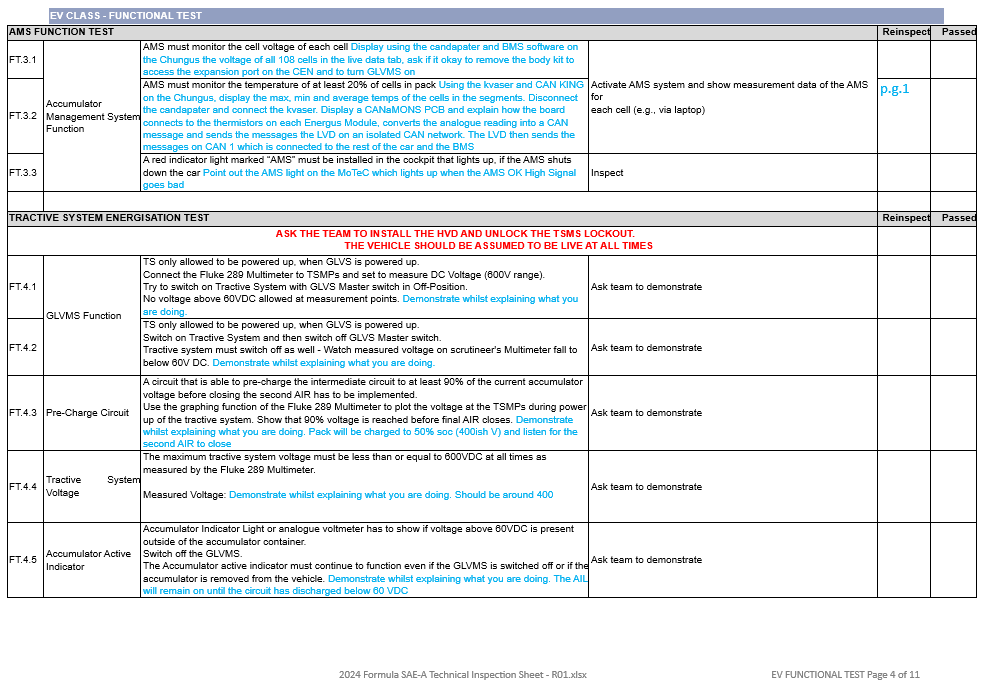 EV CLASS - FUNCTIONAL TEST
AMS FUNCTION TEST Reinspect Passed
FT.3.1
AMS must monitor the cell voltage of each cell Display using the candapater and BMS software on
the Chungus the voltage of all 108 cells in the live data tab, ask if it okay to remove the body kit to
access the expansion port on the CEN and to turn GLVMS on
Accumulator
Management System
Function
FT.3.2
AMS must monitor the temperature of at least 20% of cells in pack Using the kvaser and CAN KING
on the Chungus, display the max, min and average temps of the cells in the segments. Disconnect
the candapater and connect the kvaser. Display a CANaMONS PCB and explain how the board
connects to the thermistors on each Energus Module, converts the analogue reading into a CAN
message and sends the messages the LVD on an isolated CAN network. The LVD then sends the
messages on CAN 1 which is connected to the rest of the car and the BMS
Activate AMS system and show measurement data of the AMS
for
each cell (e.g., via laptop)
p.g.1
FT.3.3
A red indicator light marked "AMS" must be installed in the cockpit that lights up, if the AMS shuts
down the car Point out the AMS light on the MoTeC which lights up when the AMS OK High Signal
goes bad
Inspect
TRACTIVE SYSTEM ENERGISATION TEST Reinspect Passed
ASK THE TEAM TO INSTALL THE HVD AND UNLOCK THE TSMS LOCKOUT.
THE VEHICLE SHOULD BE ASSUMED TO BE LIVE AT ALL TIMES
FT.4.1
GLVMS Function
TS only allowed to be powered up, when GLVS is powered up.
Connect the Fluke 289 Multimeter to TSMPs and set to measure DC Voltage (600V range).
Try to switch on Tractive System with GLVS Master switch in Off-Position.
No voltage above 60VDC allowed at measurement points. Demonstrate whilst explaining what you
are doing.
Ask team to demonstrate
FT.4.2
TS only allowed to be powered up, when GLVS is powered up.
Switch on Tractive System and then switch off GLVS Master switch.
Tractive system must switch off as well - Watch measured voltage on scrutineer's Multimeter fall to
below 60V DC. Demonstrate whilst explaining what you are doing.
Ask team to demonstrate
FT.4.3
Pre-Charge Circuit
A circuit that is able to pre-charge the intermediate circuit to at least 90% of the current accumulator
voltage before closing the second AIR has to be implemented.
Use the graphing function of the Fluke 289 Multimeter to plot the voltage at the TSMPs during power
up of the tractive system. Show that 90% voltage is reached before final AIR closes. Demonstrate
whilst explaining what you are doing. Pack will be charged to 50% soc (400ish V) and listen for the
second AIR to close
Ask team to demonstrate
FT.4.4
Tractive System
Voltage
The maximum tractive system voltage must be less than or equal to 600VDC at all times as
measured by the Fluke 289 Multimeter.
Measured Voltage: Demonstrate whilst explaining what you are doing. Should be around 400
Ask team to demonstrate
FT.4.5
Accumulator Active
Indicator
Accumulator Indicator Light or analogue voltmeter has to show if voltage above 60VDC is present
outside of the accumulator container.
Switch off the GLVMS.
The Accumulator active indicator must continue to function even if the GLVMS is switched off or if the
accumulator is removed from the vehicle. Demonstrate whilst explaining what you are doing. The AIL
will remain on until the circuit has discharged below 60 VDC
Ask team to demonstrate
2024 Formula SAE-A Technical Inspection Sheet - R01.xlsx EV FUNCTIONAL TEST Page 4 of 11